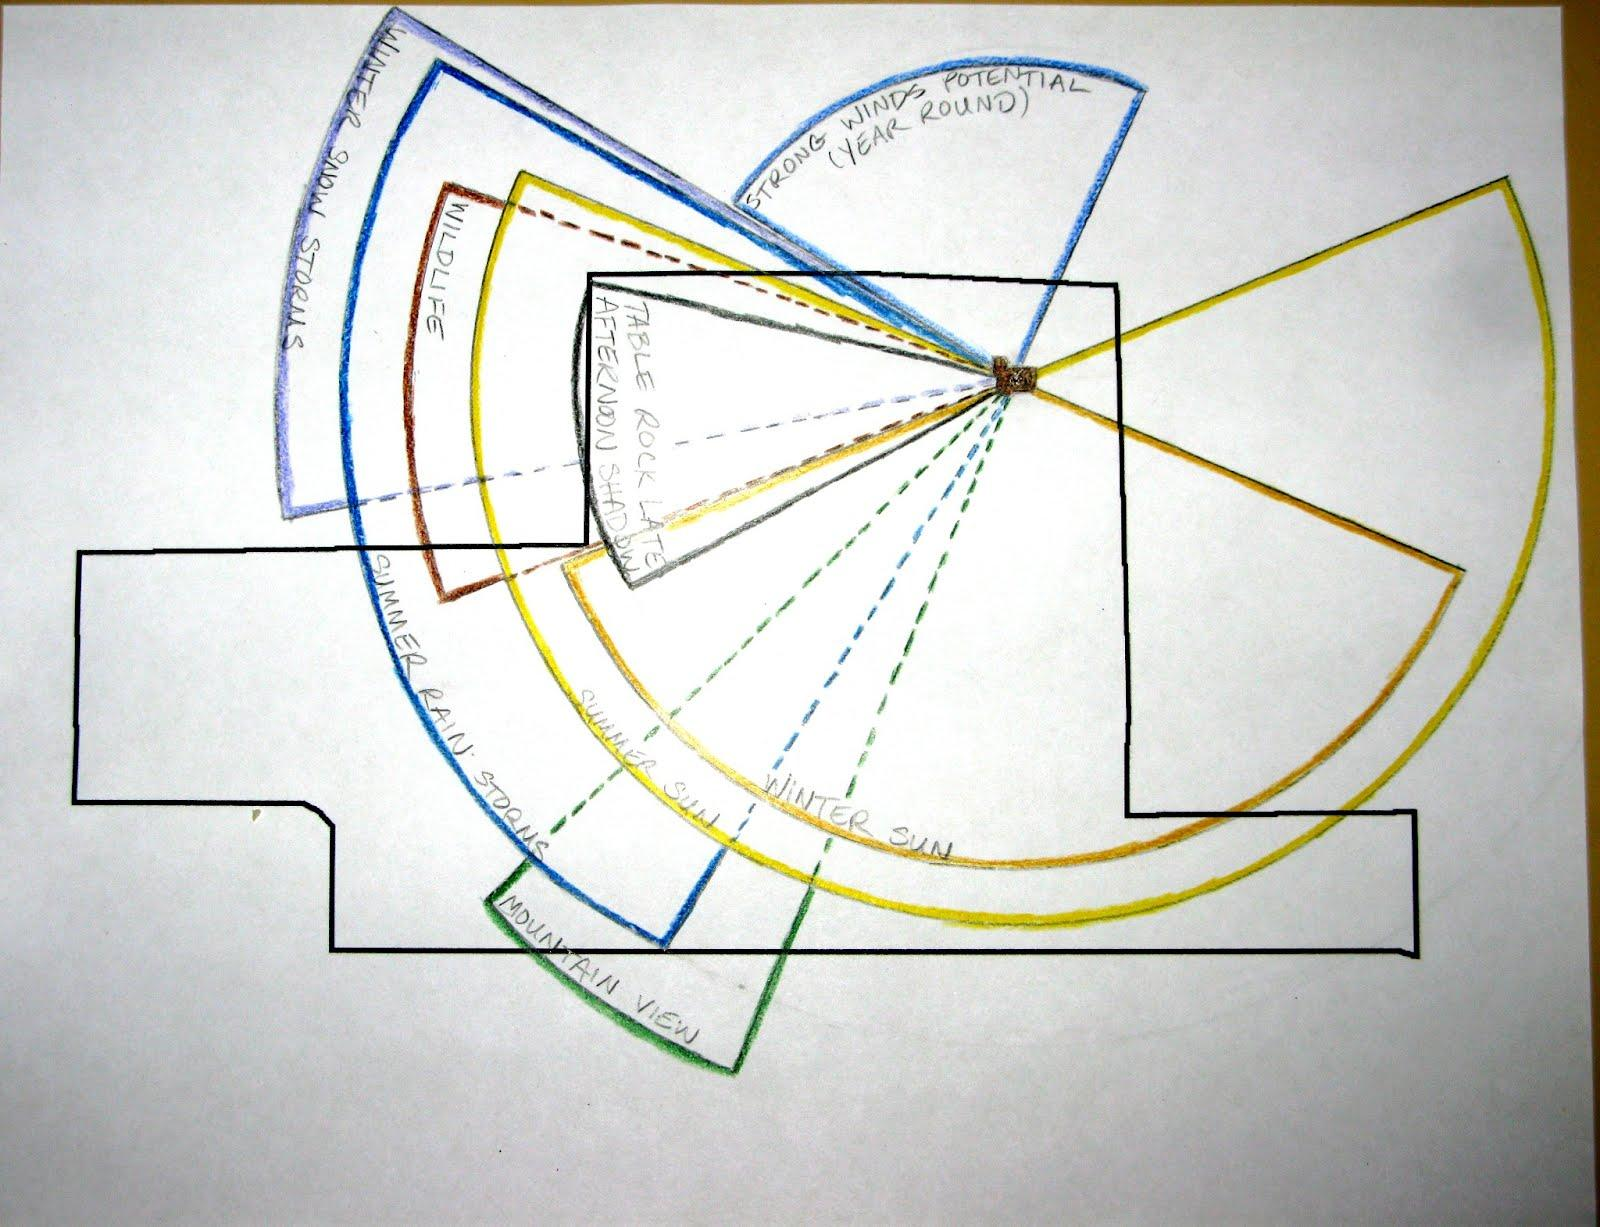 WINTER SNOW STORMS
STRONG WINDS POTENTIAL
(YEAR ROUND)
WILDLIFE
TABLE ROCK LATE
AFTERNOON SHADOW
SUMMER RAIN STORMS
SUMMER SUN
WINTER SUN
MOUNTAIN VIEW